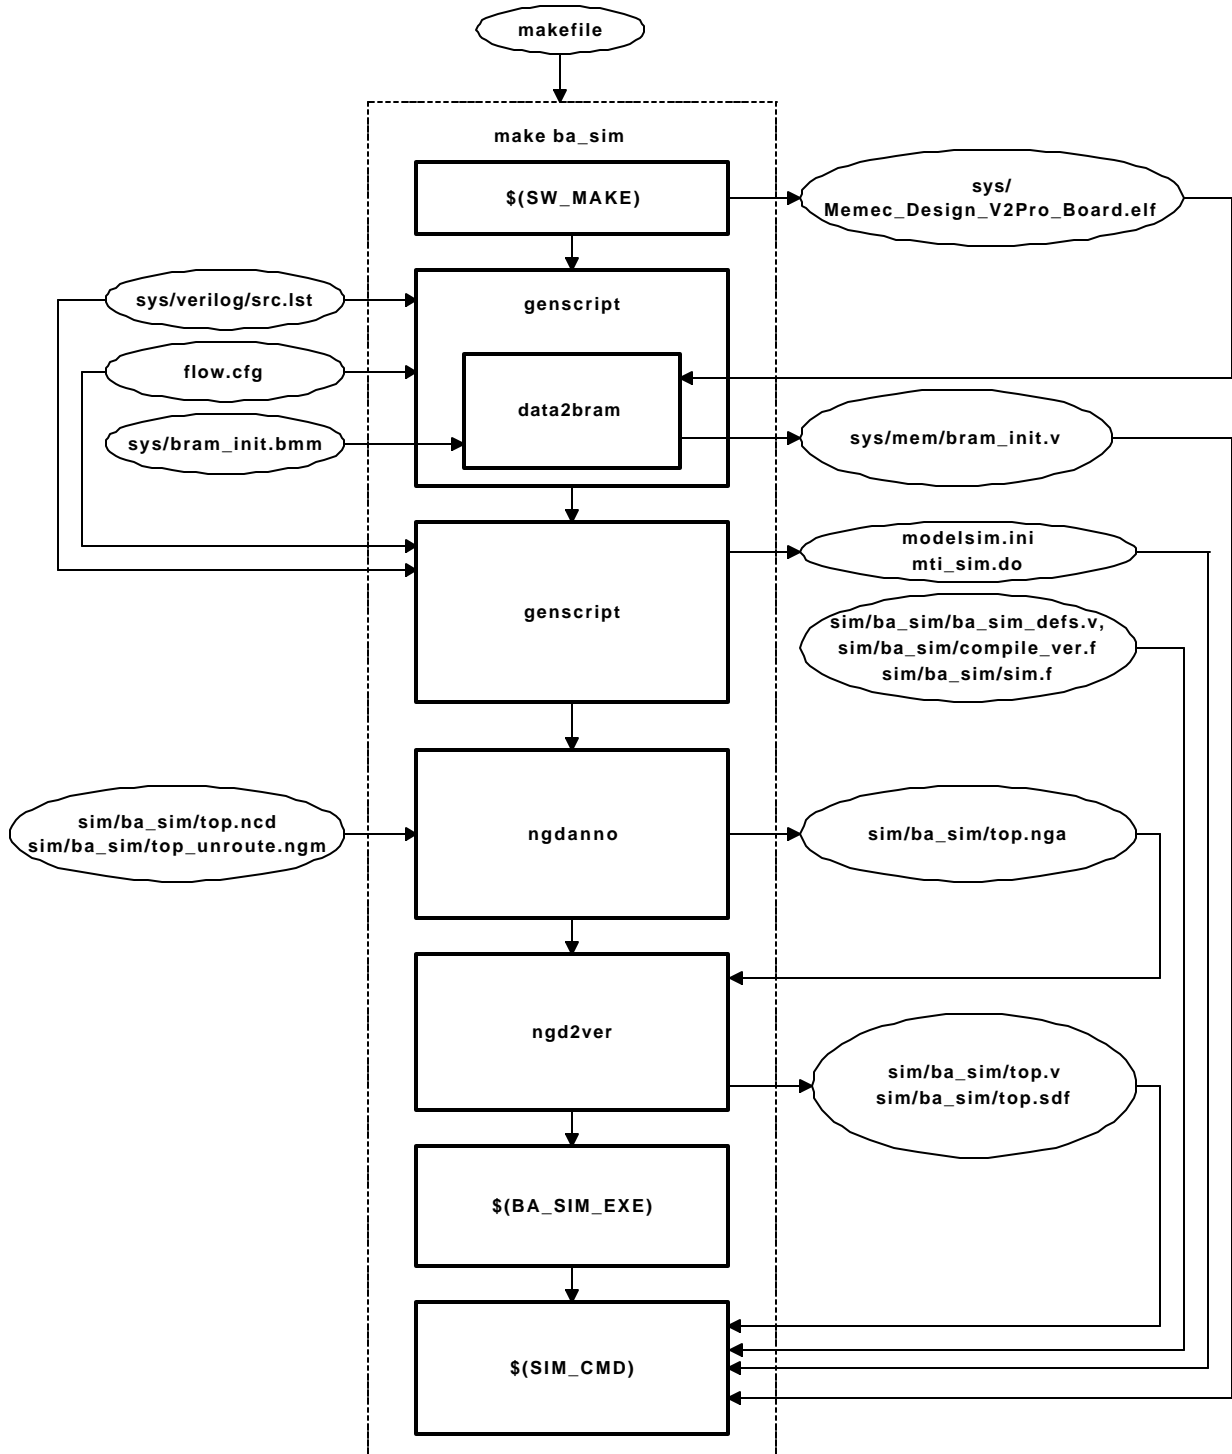 makefile
make ba_sim
$(SW_MAKE)
sys/
Memec_Design_V2Pro_Board.elf
sys/verilog/src.lst
genscript
flow.cfg
data2bram
sys/bram_init.bmm
sys/mem/bram_init.v
modelsim.ini
mti_sim.do
genscript
sim/ba_sim/ba_sim_defs.v,
sim/ba_sim/compile_ver.f
sim/ba_sim/sim.f
sim/ba_sim/top.ncd
sim/ba_sim/top_unroute.ngm
ngdanno
sim/ba_sim/top.nga
ngd2ver
sim/ba_sim/top.v
sim/ba_sim/top.sdf
$(BA_SIM_EXE)
$(SIM_CMD)